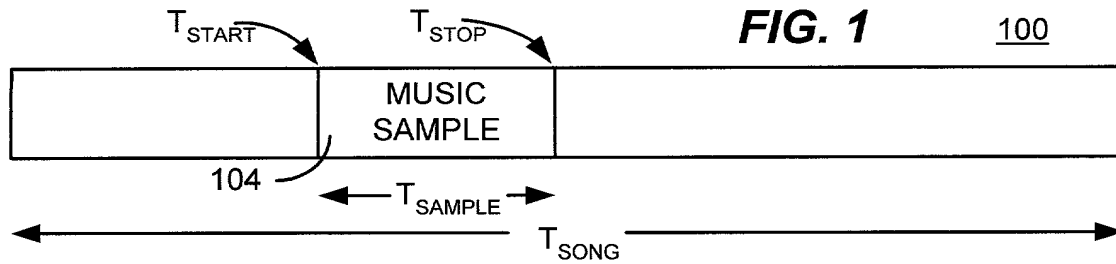 T_START
T_STOP
FIG. 1
100
MUSIC
SAMPLE
104
T_SAMPLE
T_SONG